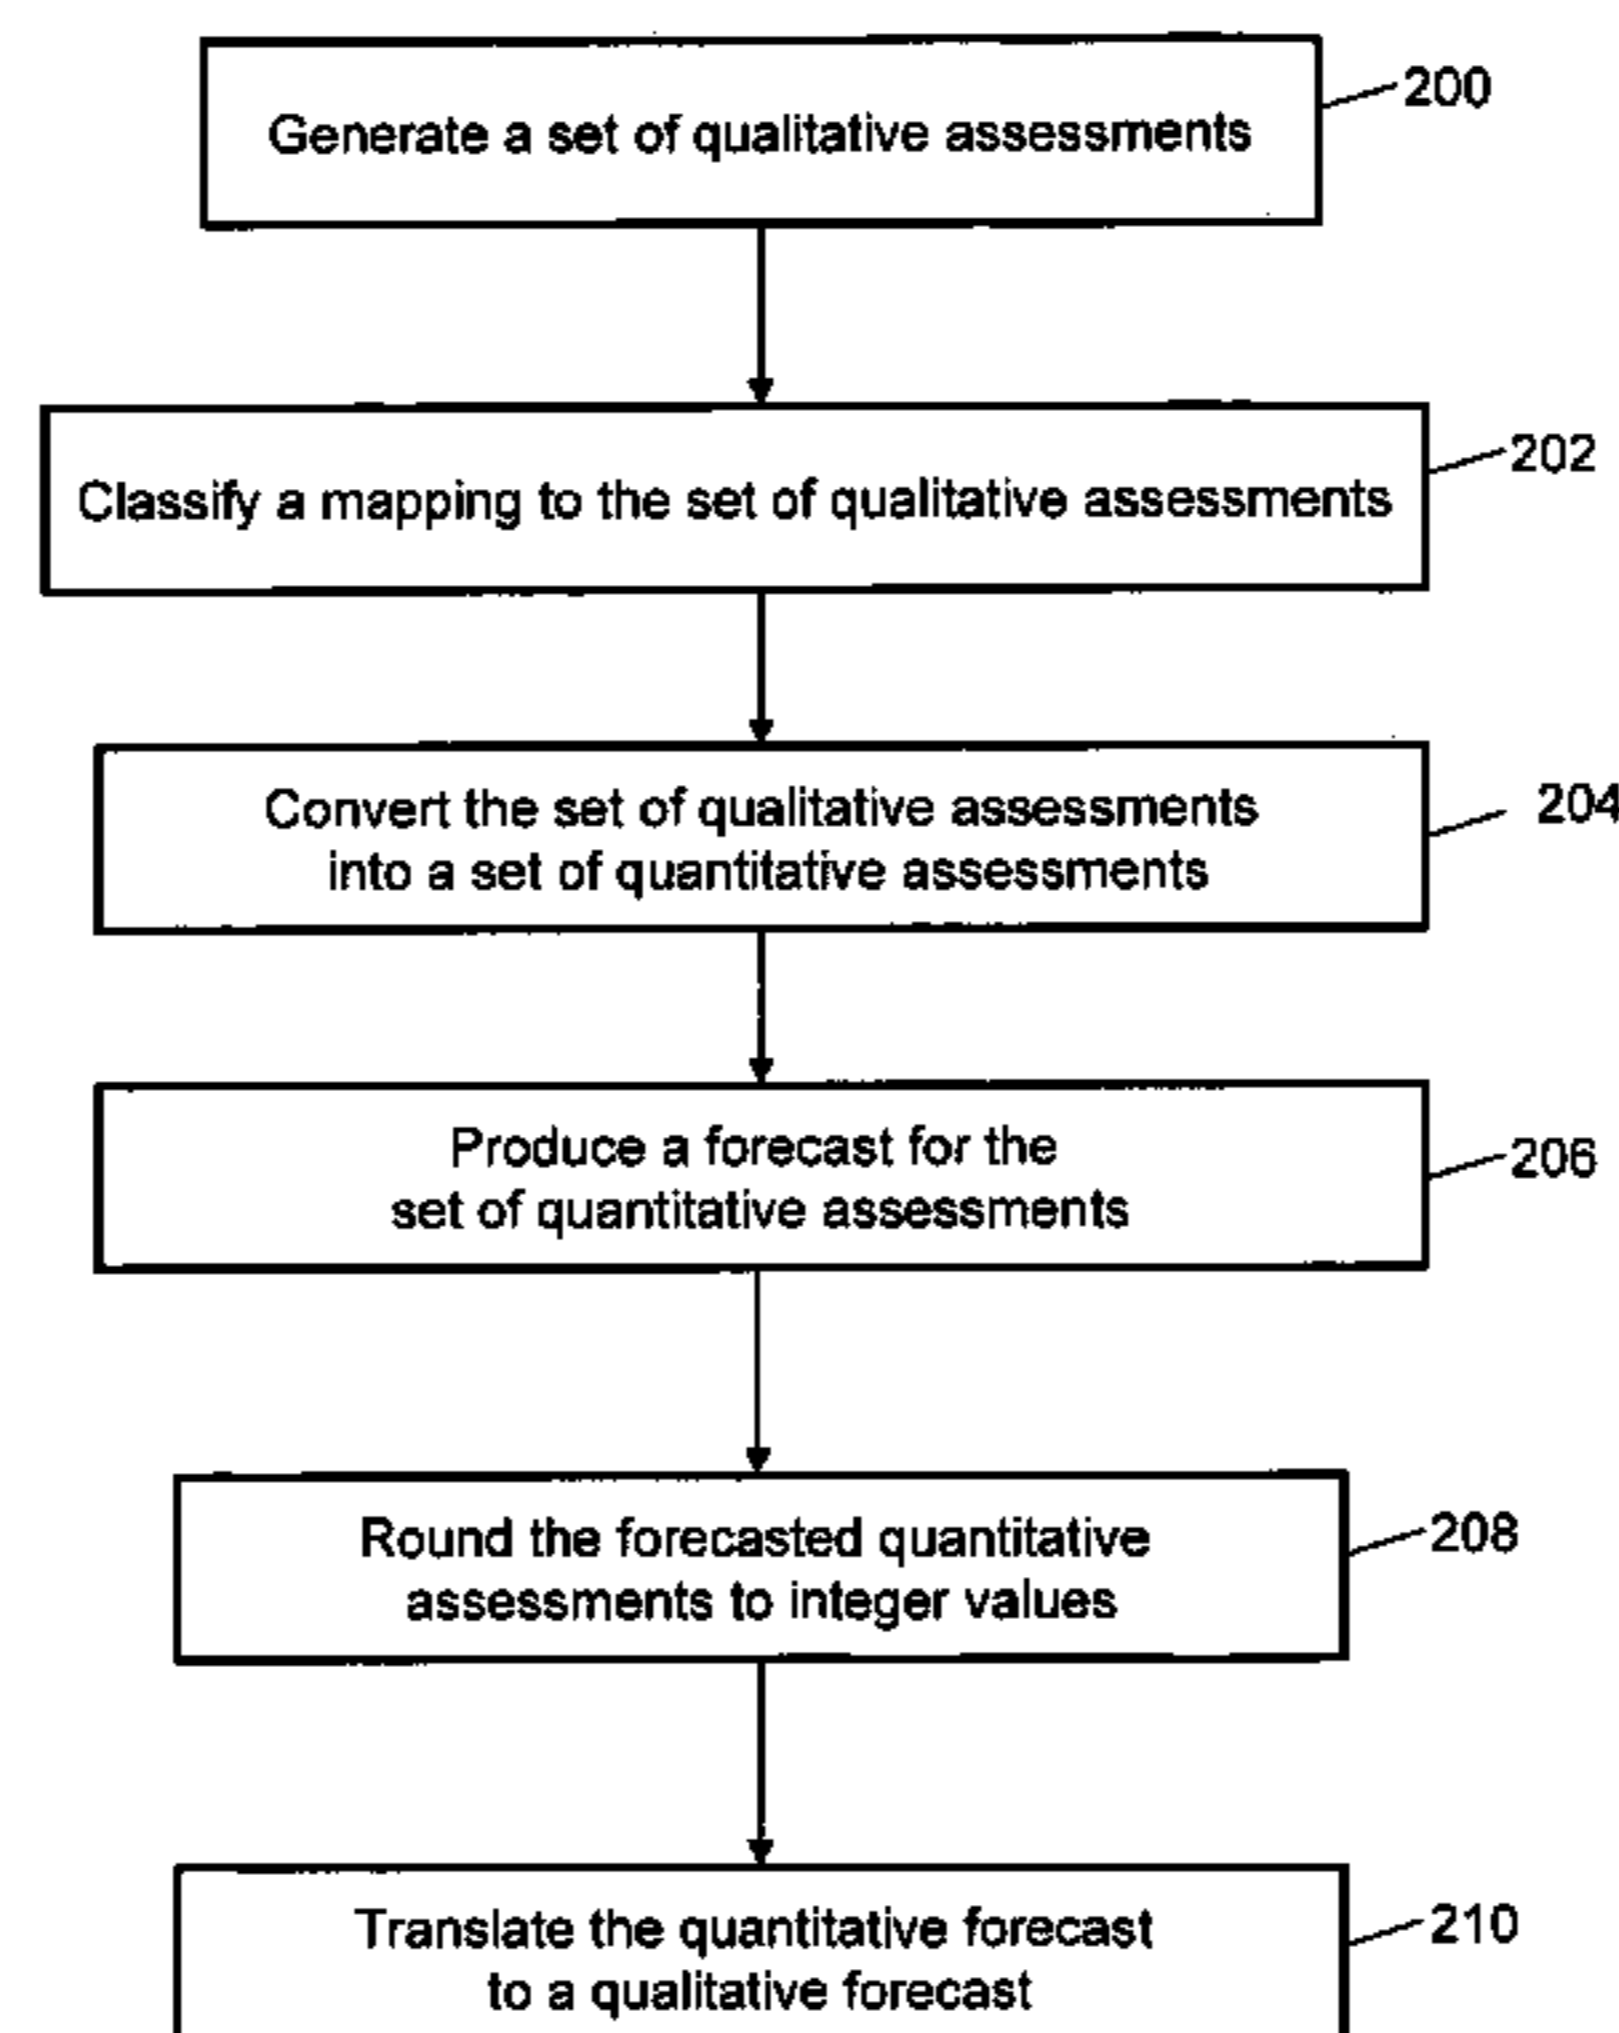 Generate a set of qualitative assessments
200
Classify a mapping to the set of qualitative assessments
202
Convert the set of qualitative assessments
into a set of quantitative assessments
204
Produce a forecast for the
set of quantitative assessments
206
Round the forecasted quantitative
assessments to integer values
208
Translate the quantitative forecast
to a qualitative forecast
210